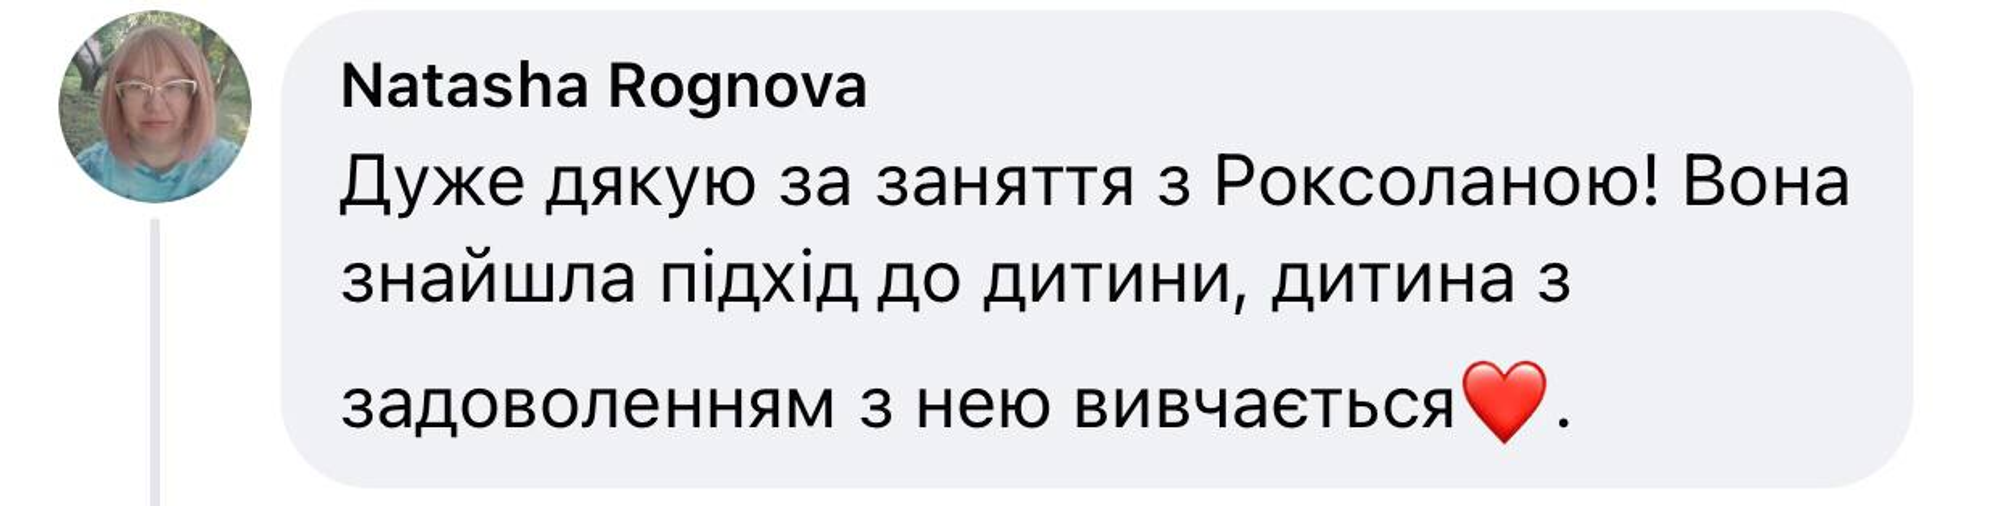 Natasha Rognova
Дуже дякую за заняття з Роксоланою! Вона
знайшла підхід до дитини, дитина з
задоволенням з нею вивчається❤️.